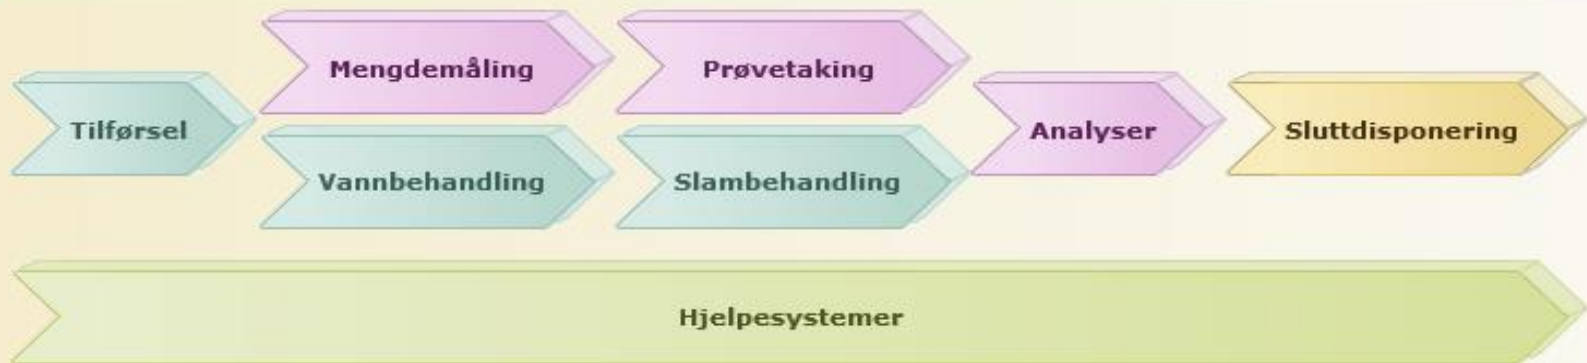 Tilførsel
Mengdemåling
Prøvetaking
Vannbehandling
Slambehandling
Analyser
Sluttdisponering
Hjelpesystemer